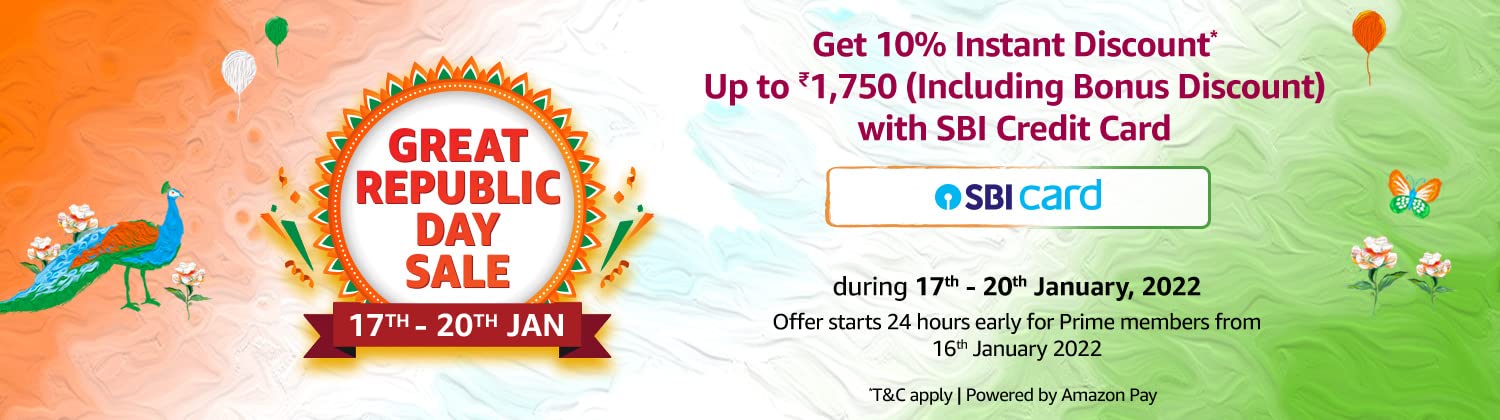 GREAT
REPUBLIC
DAY
SALE
17TH - 20TH JAN
Get 10% Instant Discount*
Up to ₹1,750 (Including Bonus Discount)
with SBI Credit Card
SBI card
during 17th - 20th January, 2022
Offer starts 24 hours early for Prime members from
16th January 2022
*T&C apply | Powered by Amazon Pay